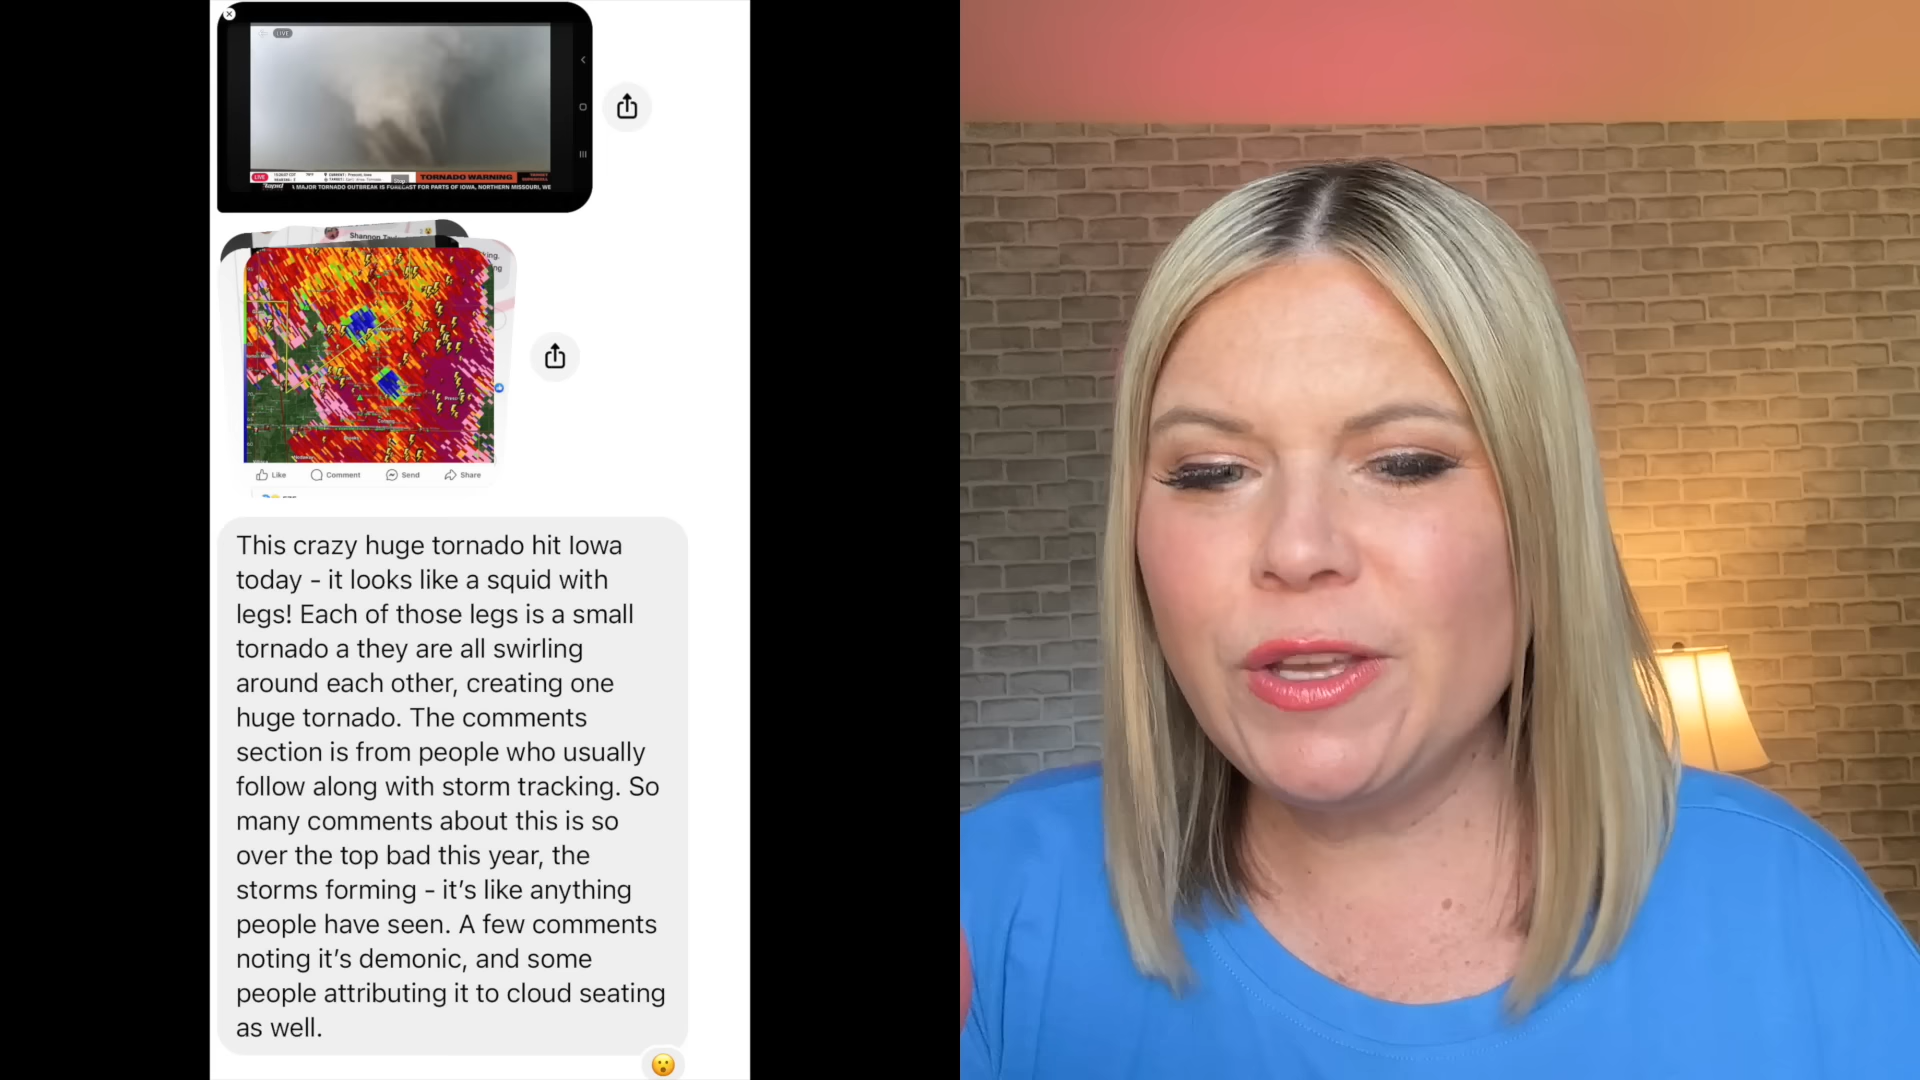 LIVE
LIVE
TORNADO WARNING
A MAJOR TORNADO OUTBREAK IS FORECAST FOR PARTS OF IOWA, NORTHERN MISSOURI, WE
Shannon
king.
Like Comment Send Share
This crazy huge tornado hit Iowa
today - it looks like a squid with
legs! Each of those legs is a small
tornado a they are all swirling
around each other, creating one
huge tornado. The comments
section is from people who usually
follow along with storm tracking. So
many comments about this is so
over the top bad this year, the
storms forming - it’s like anything
people have seen. A few comments
noting it’s demonic, and some
people attributing it to cloud seating
as well.